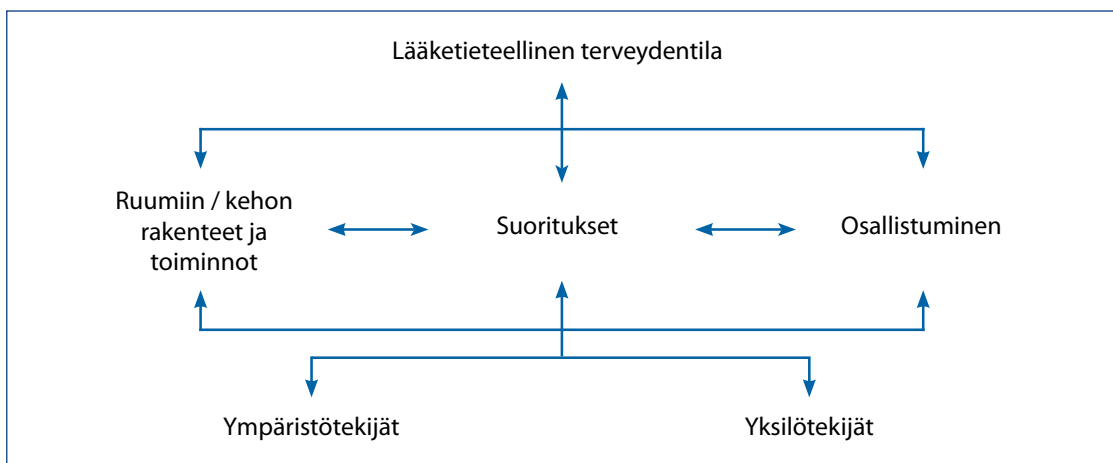 Lääketieteellinen terveydentila
Ruumiin / kehon
rakenteet ja
toiminnot
Suoritukset
Osallistuminen
Ympäristötekijät
Yksilötekijät